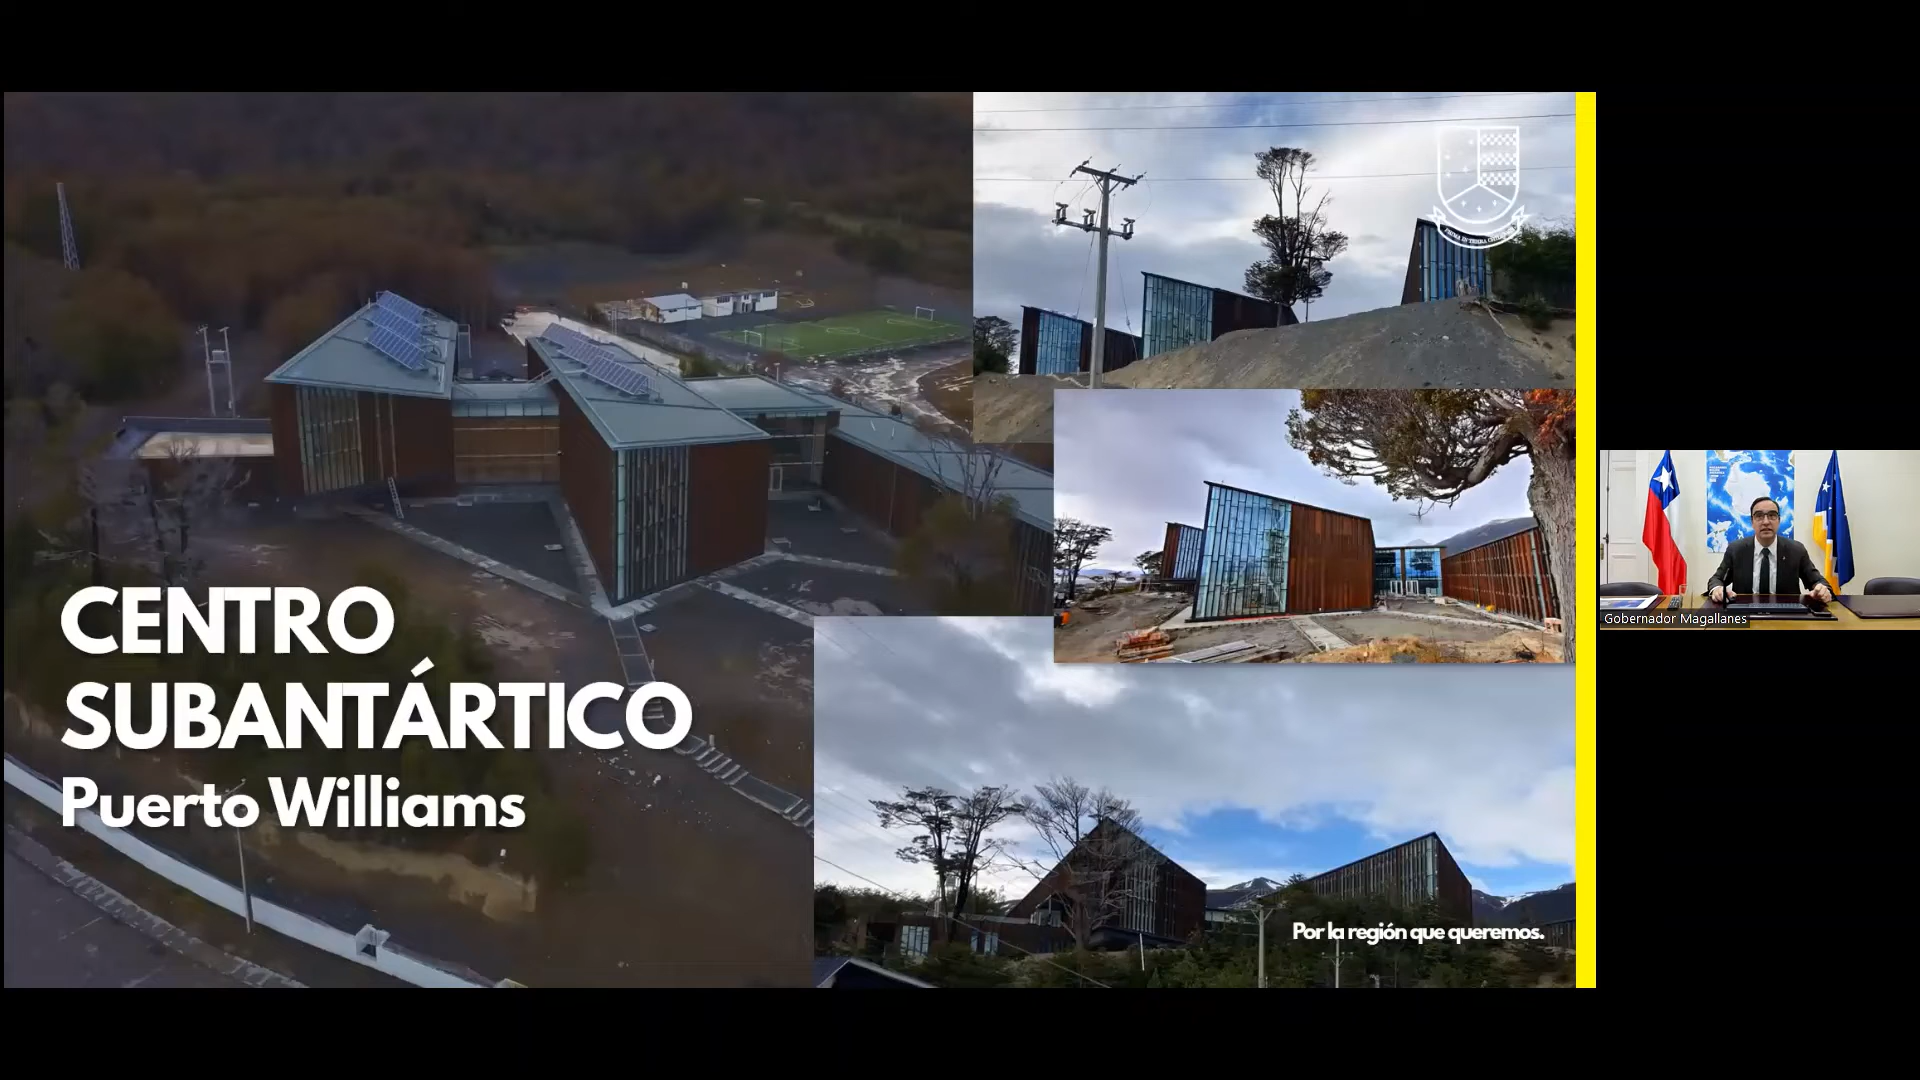 CENTRO
SUBANTÁRTICO
Puerto Williams
Por la región que queremos.
Gobernador Magallanes